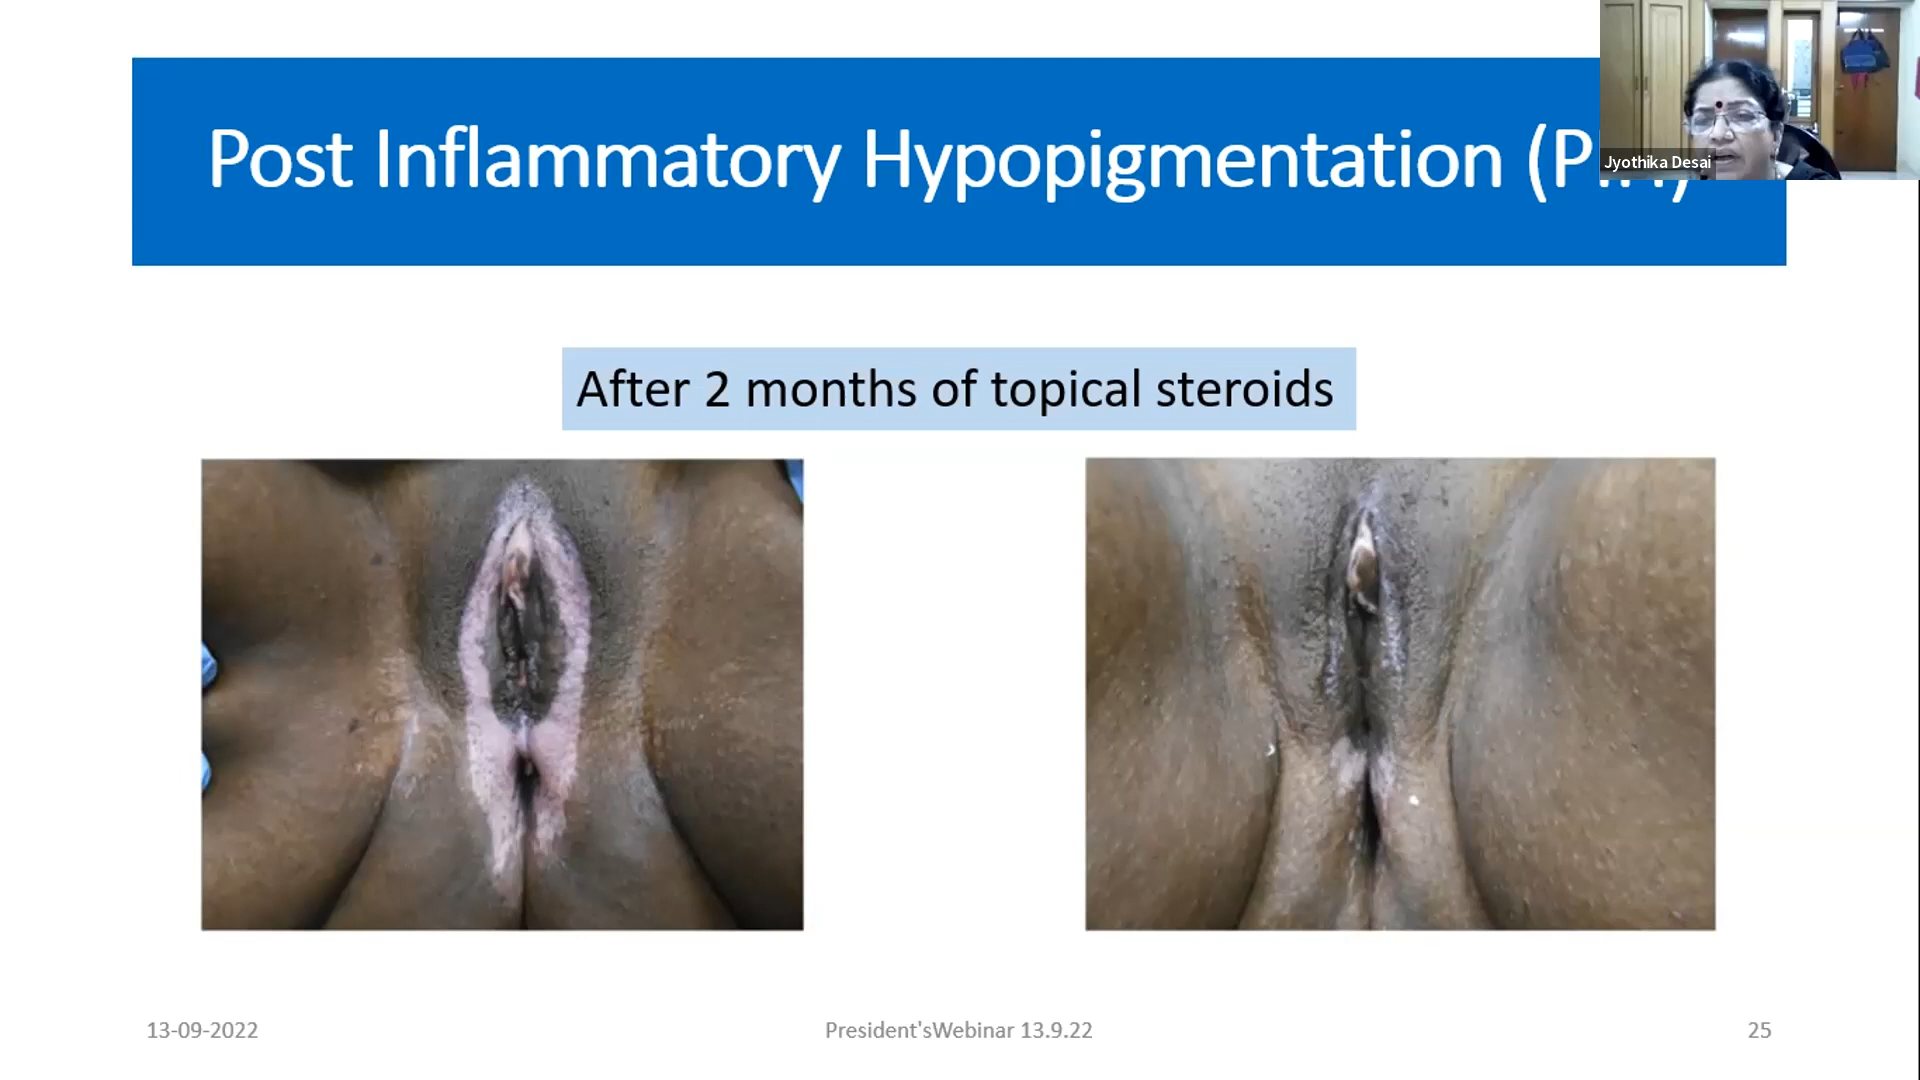 Post Inflammatory Hypopigmentation
Jyothika Desai
After 2 months of topical steroids
13-09-2022
President'sWebinar 13.9.22
25